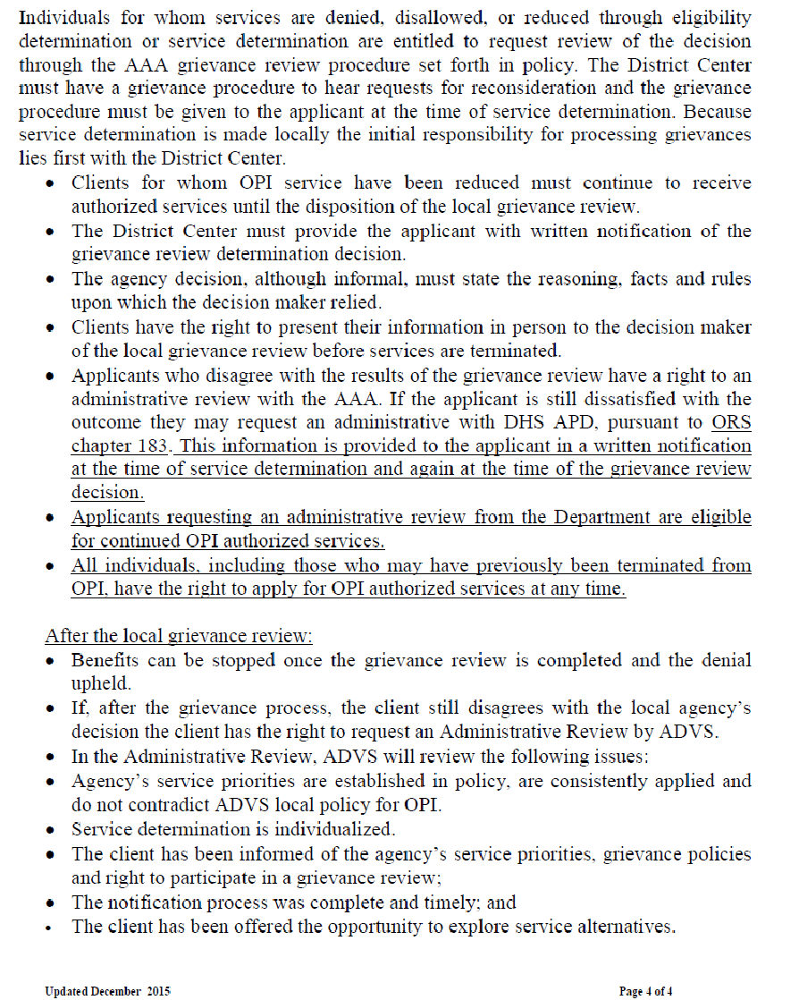 Individuals for whom services are denied, disallowed, or reduced through eligibility
determination or service determination are entitled to request review of the decision
through the AAA grievance review procedure set forth in policy. The District Center
must have a grievance procedure to hear requests for reconsideration and the grievance
procedure must be given to the applicant at the time of service determination. Because
service determination is made locally the initial responsibility for processing grievances
lies first with the District Center.
• Clients for whom OPI service have been reduced must continue to receive
authorized services until the disposition of the local grievance review.
• The District Center must provide the applicant with written notification of the
grievance review determination decision.
• The agency decision, although informal, must state the reasoning, facts and rules
upon which the decision maker relied.
• Clients have the right to present their information in person to the decision maker
of the local grievance review before services are terminated.
• Applicants who disagree with the results of the grievance review have a right to an
administrative review with the AAA. If the applicant is still dissatisfied with the
outcome they may request an administrative with DHS APD, pursuant to ORS
chapter 183. This information is provided to the applicant in a written notification
at the time of service determination and again at the time of the grievance review
decision.
• Applicants requesting an administrative review from the Department are eligible
for continued OPI authorized services.
• All individuals, including those who may have previously been terminated from
OPI, have the right to apply for OPI authorized services at any time.
After the local grievance review:
• Benefits can be stopped once the grievance review is completed and the denial
upheld.
• If, after the grievance process, the client still disagrees with the local agency's
decision the client has the right to request an Administrative Review by ADVS.
• In the Administrative Review, ADVS will review the following issues:
• Agency's service priorities are established in policy, are consistently applied and
do not contradict ADVS local policy for OPI.
• Service determination is individualized.
• The client has been informed of the agency's service priorities, grievance policies
and right to participate in a grievance review;
• The notification process was complete and timely; and
• The client has been offered the opportunity to explore service alternatives.
Updated December 2015 Page 4 of 4